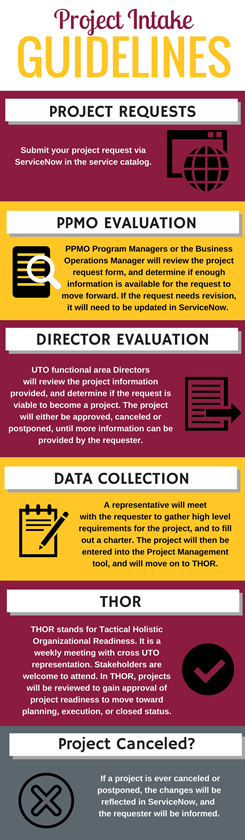 Project Intake
GUIDELINES
PROJECT REQUESTS
Submit your project request via
ServiceNow in the service catalog.
PPMO EVALUATION
PPMO Program Managers or the Business
Operations Manager will review the project
request form, and determine if enough
information is available for the request to
move forward. If the request needs revision,
it will need to be updated in ServiceNow.
DIRECTOR EVALUATION
UTO functional area Directors
will review the project information
provided, and determine if the request is
viable to become a project. The project
will either be approved, canceled or
postponed, until more information can be
provided by the requester.
DATA COLLECTION
A representative will meet
with the requester to gather high level
requirements for the project, and to fill
out a charter. The project will then be
entered into the Project Management
tool, and will move on to THOR.
THOR
THOR stands for Tactical Holistic
Organizational Readiness. It is a
weekly meeting with cross UTO
representation. Stakeholders are
welcome to attend. In THOR, projects
will be reviewed to gain approval of
project readiness to move toward
planning, execution, or closed status.
Project Canceled?
If a project is ever canceled or
postponed, the changes will be
reflected in ServiceNow, and
the requester will be informed.